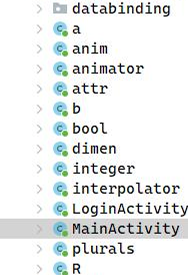 databinding
a
anim
animator
attr
b
bool
dimen
integer
interpolator
LoginActivity
MainActivity
plurals
R